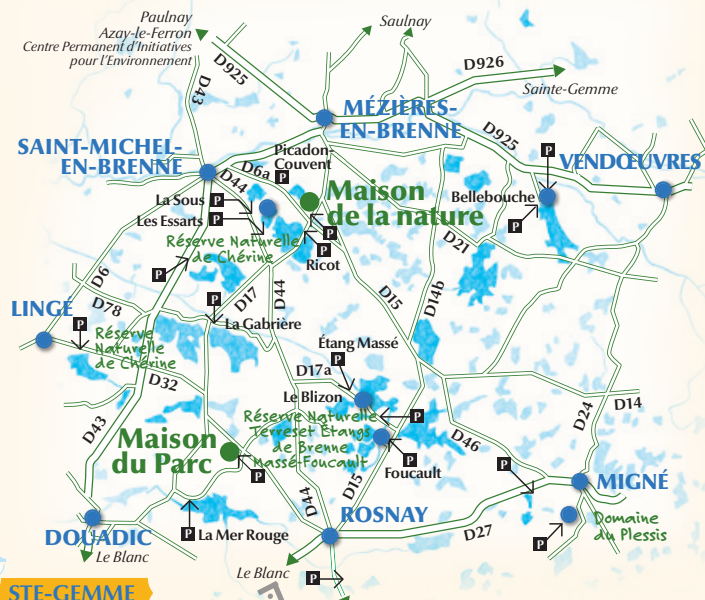 Paulnay
Azay-le-Ferron
Centre Permanent d'Initiatives
pour l'Environnement
Saulnay
D925
D43
D926
Sainte-Gemme
MÉZIÈRES-
EN-BRENNE
D925
SAINT-MICHEL-
EN-BRENNE
Picadon-
Couvent
P
D6a
D44
P
VENDŒUVRES
La Sous P
Les Essarts P
Maison
de la nature
Bellebouche
P
P
P
Réserve Naturelle
de Chérine
Ricot
D21
P
D6
D78
D17
D44
D15
D14b
LINGÉ
P
P
La Gabrière
Réserve
Naturelle
de Chérine
Étang Massé
P
D17a
D32
Le Blizon
D24
D14
Réserve Naturelle
Terreset Étangs
de Brenne
Massé-Foucault
P
D43
Maison
du Parc
D46
P
Foucault
P
P
D44
D15
MIGNÉ
ROSNAY
D27
Domaine
du Plessis
P
DOUADIC
P
La Mer Rouge
Le Blanc
Le Blanc
P
STE-GEMME